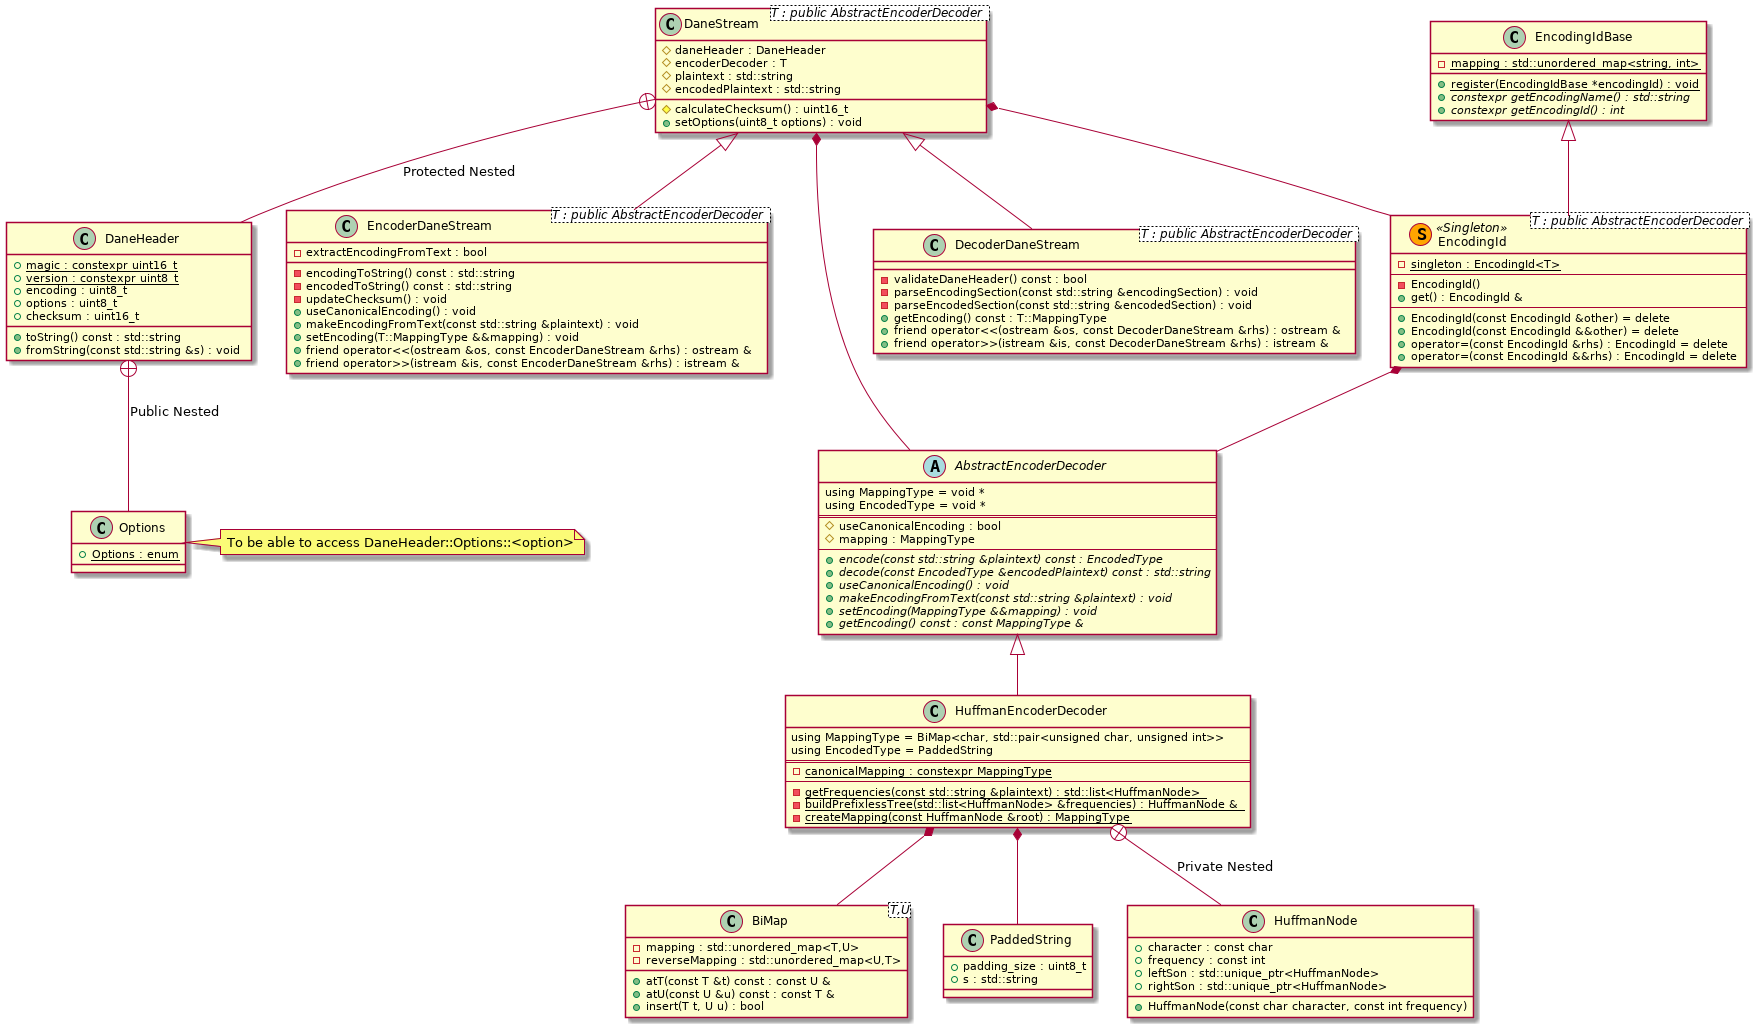 C DaneStream
T : public AbstractEncoderDecoder
daneHeader : DaneHeader
encoderDecoder : T
plaintext : std::string
encodedPlaintext : std::string
calculateChecksum() : uint16_t
setOptions(uint8_t options) : void
C EncodingIdBase
mapping : std::unordered_map<string, int>
register(EncodingIdBase *encodingId) : void
constexpr getEncodingName() : std::string
constexpr getEncodingId() : int
Protected Nested
C DaneHeader
magic : constexpr uint16_t
version : constexpr uint8_t
encoding : uint8_t
options : uint8_t
checksum : uint16_t
toString() const : std::string
fromString(const std::string &s) : void
C EncoderDaneStream
T : public AbstractEncoderDecoder
extractEncodingFromText : bool
encodingToString() const : std::string
encodedToString() const : std::string
updateChecksum() : void
useCanonicalEncoding() : void
makeEncodingFromText(const std::string &plaintext) : void
setEncoding(T::MappingType &&mapping) : void
friend operator<<(ostream &os, const EncoderDaneStream &rhs) : ostream &
friend operator>>(istream &is, const EncoderDaneStream &rhs) : istream &
C DecoderDaneStream
T : public AbstractEncoderDecoder
validateDaneHeader() const : bool
parseEncodingSection(const std::string &encodingSection) : void
parseEncodedSection(const std::string &encodedSection) : void
getEncoding() const : T::MappingType
friend operator<<(ostream &os, const DecoderDaneStream &rhs) : ostream &
friend operator>>(istream &is, const DecoderDaneStream &rhs) : istream &
S «Singleton»
EncodingId
T : public AbstractEncoderDecoder
singleton : EncodingId<T>
EncodingId()
get() : EncodingId &
EncodingId(const EncodingId &other) = delete
EncodingId(const EncodingId &&other) = delete
operator=(const EncodingId &rhs) : EncodingId = delete
operator=(const EncodingId &&rhs) : EncodingId = delete
Public Nested
C Options
Options : enum
To be able to access DaneHeader::Options::<option>
A AbstractEncoderDecoder
using MappingType = void *
using EncodedType = void *
useCanonicalEncoding : bool
mapping : MappingType
encode(const std::string &plaintext) const : EncodedType
decode(const EncodedType &encodedPlaintext) const : std::string
useCanonicalEncoding() : void
makeEncodingFromText(const std::string &plaintext) : void
setEncoding(MappingType &&mapping) : void
getEncoding() const : const MappingType &
C HuffmanEncoderDecoder
using MappingType = BiMap<char, std::pair<unsigned char, unsigned int>>
using EncodedType = PaddedString
canonicalMapping : constexpr MappingType
getFrequencies(const std::string &plaintext) : std::list<HuffmanNode>
buildPrefixlessTree(std::list<HuffmanNode> &frequencies) : HuffmanNode &
createMapping(const HuffmanNode &root) : MappingType
Private Nested
C BiMap
T,U
mapping : std::unordered_map<T,U>
reverseMapping : std::unordered_map<U,T>
atT(const T &t) const : const U &
atU(const U &u) const : const T &
insert(T t, U u) : bool
C PaddedString
padding_size : uint8_t
s : std::string
C HuffmanNode
character : const char
frequency : const int
leftSon : std::unique_ptr<HuffmanNode>
rightSon : std::unique_ptr<HuffmanNode>
HuffmanNode(const char character, const int frequency)